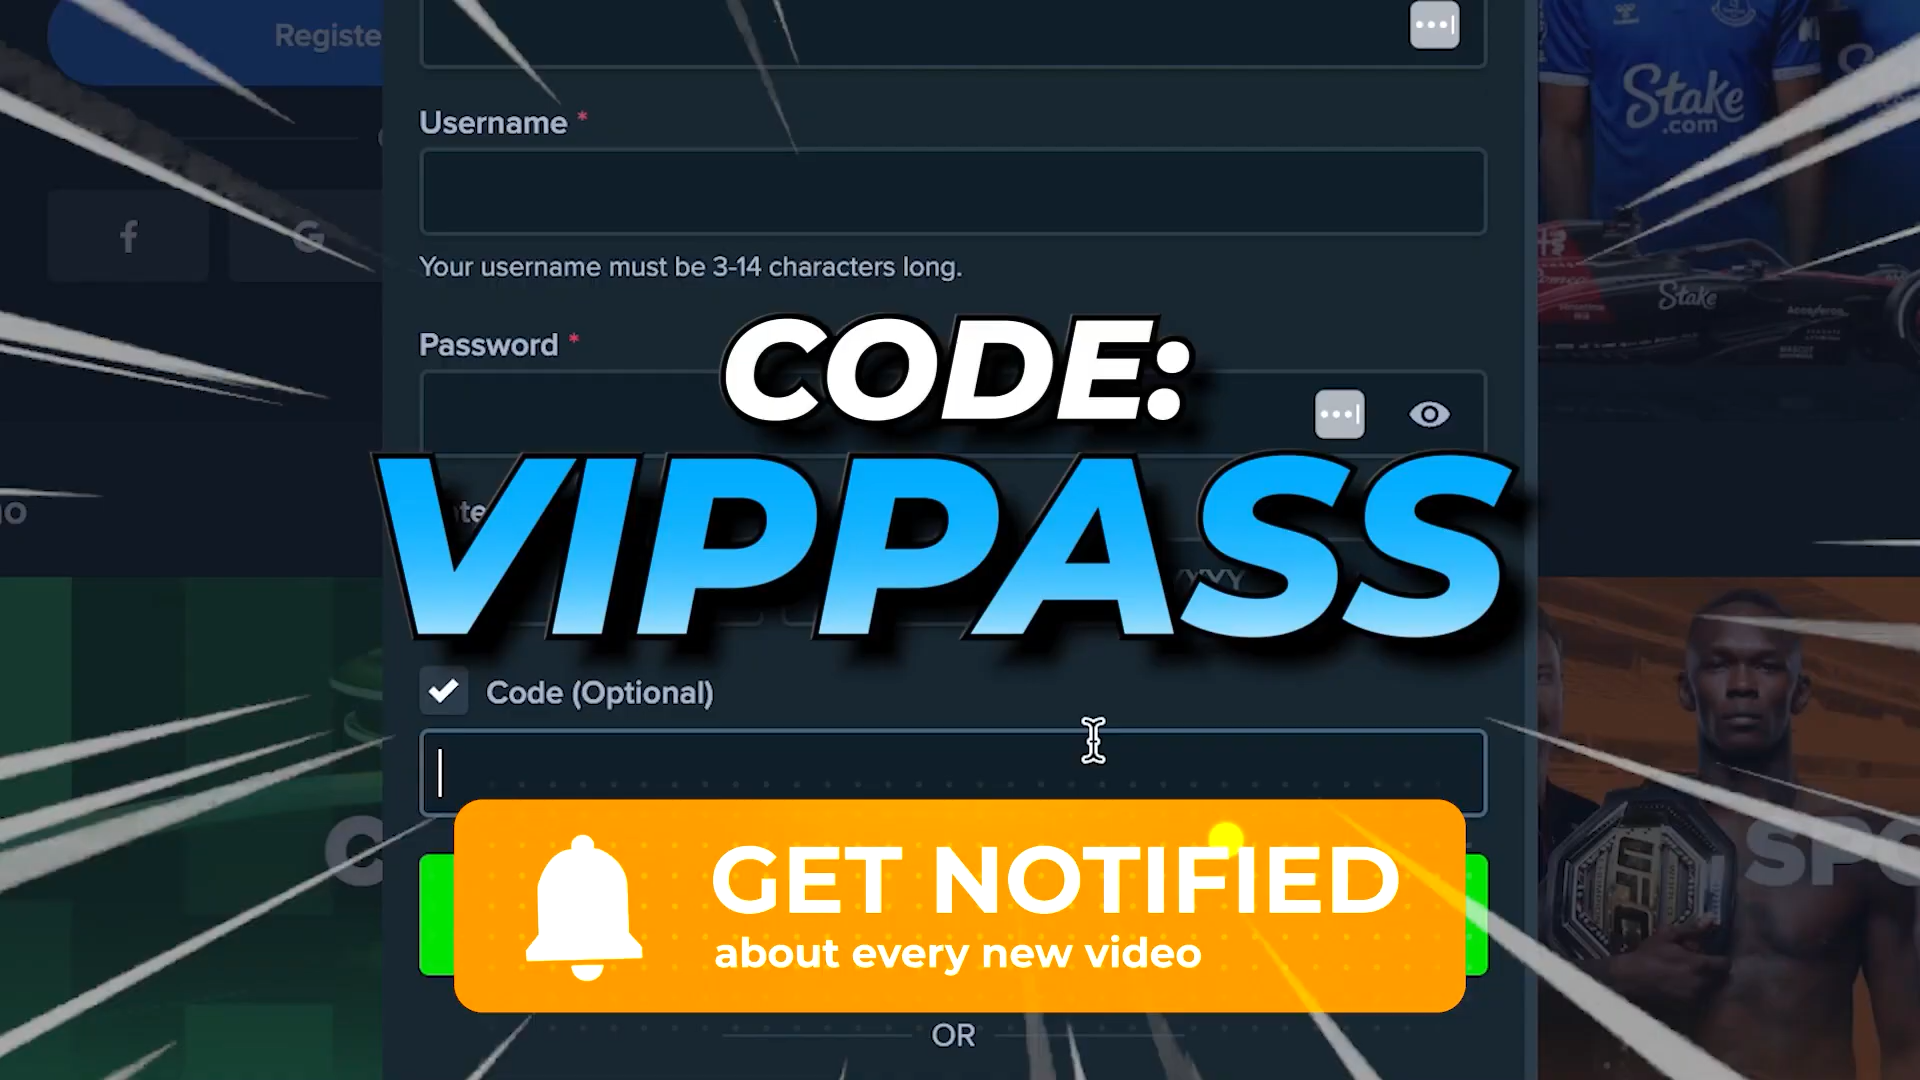 Registe
Stake
.com
Username *
Your username must be 3-14 characters long.
Stake
Password *
CODE:
VIPPASS
Code (Optional)
GET NOTIFIED
about every new video
OR